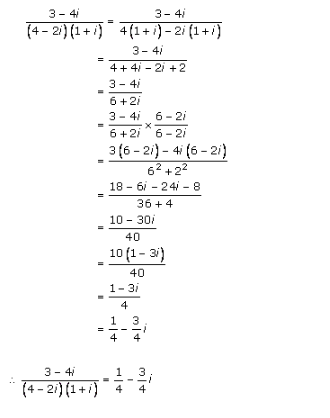 (3 − 4i)/((4 − 2i)(1 + i)) = (3 − 4i)/(4(1 + i) − 2i(1 + i))
= (3 − 4i)/(4 + 4i − 2i + 2)
= (3 − 4i)/(6 + 2i)
= (3 − 4i)/(6 + 2i) × (6 − 2i)/(6 − 2i)
= (3(6 − 2i) − 4i(6 − 2i))/(6² + 2²)
= (18 − 6i − 24i − 8)/(36 + 4)
= (10 − 30i)/40
= 10(1 − 3i)/40
= (1 − 3i)/4
= 1/4 − 3/4 i
∴ (3 − 4i)/((4 − 2i)(1 + i)) = 1/4 − 3/4 i